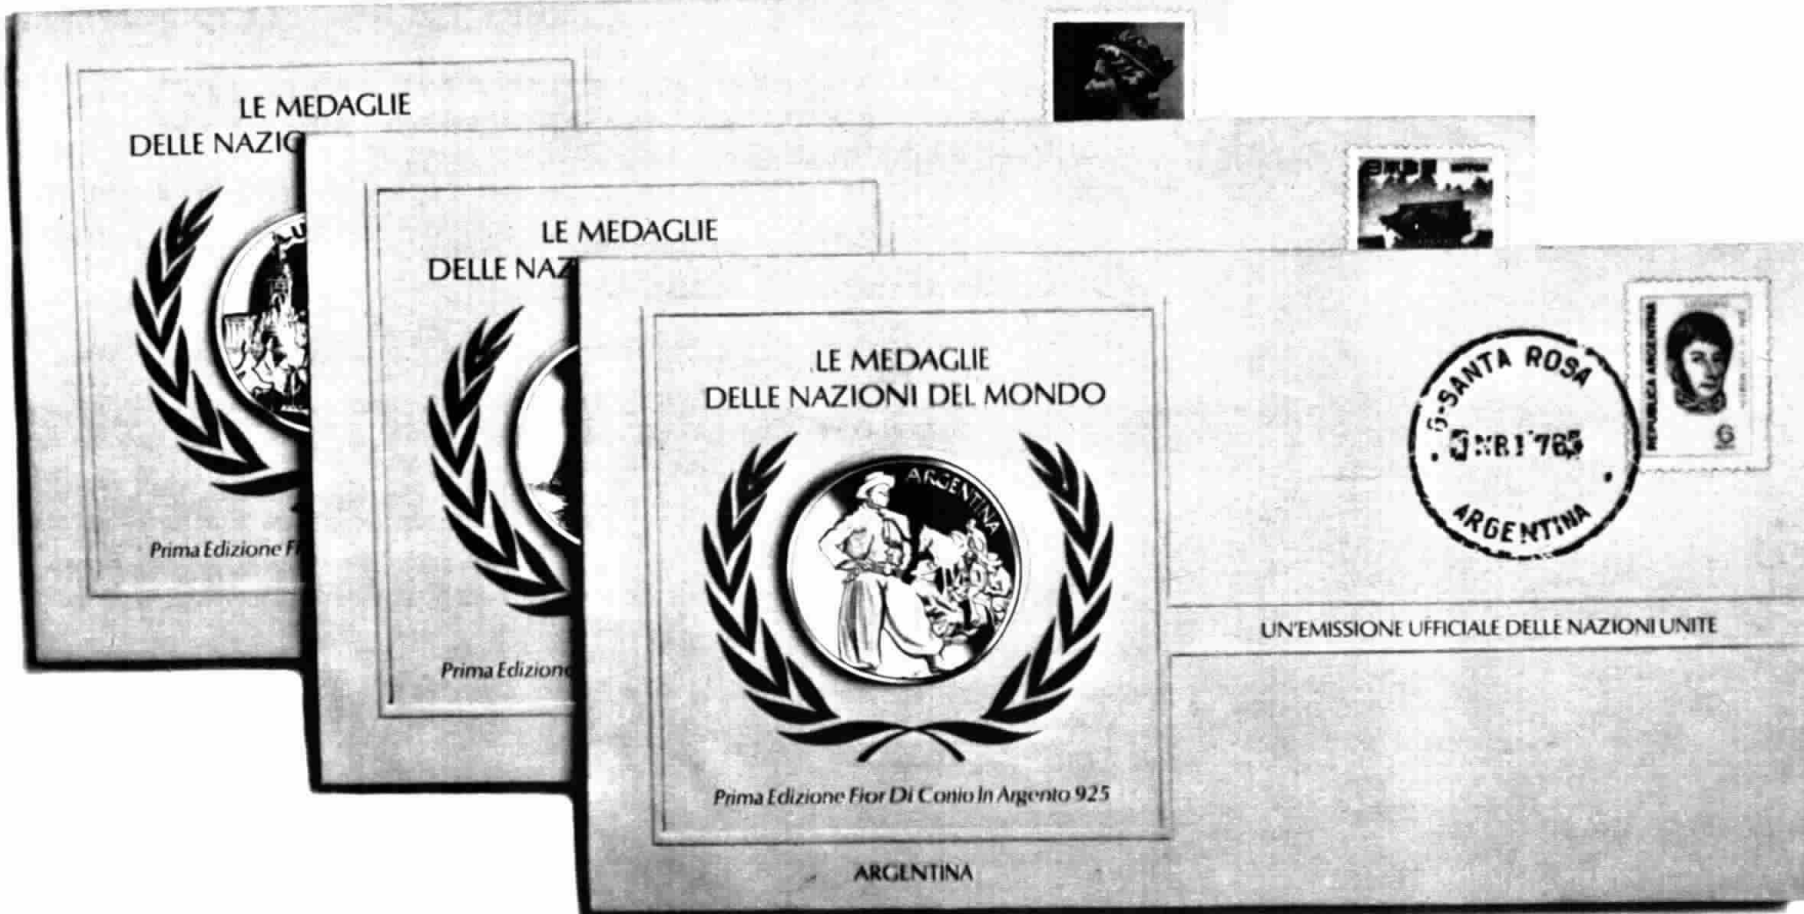 LE MEDAGLIE
DELLE NAZIO
Prima Edizione Fi
LE MEDAGLIE
DELLE NAZ
Prima Edizione
LE MEDAGLIE
DELLE NAZIONI DEL MONDO
ARGENTINA
Prima Edizione Fior Di Conio In Argento 925
ARGENTINA
SANTA ROSA
ARGENTINA
REPUBLICA ARGENTINA
6
UN'EMISSIONE UFFICIALE DELLE NAZIONI UNITE